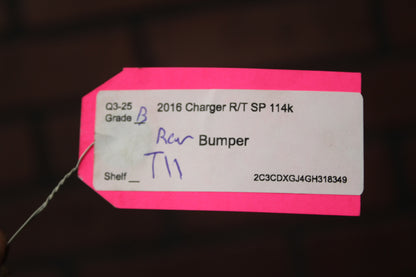 Q3-25 2016 Charger R/T SP 114k
Grade B
Rear Bumper
T11
Shelf __ 2C3CDXGJ4GH318349